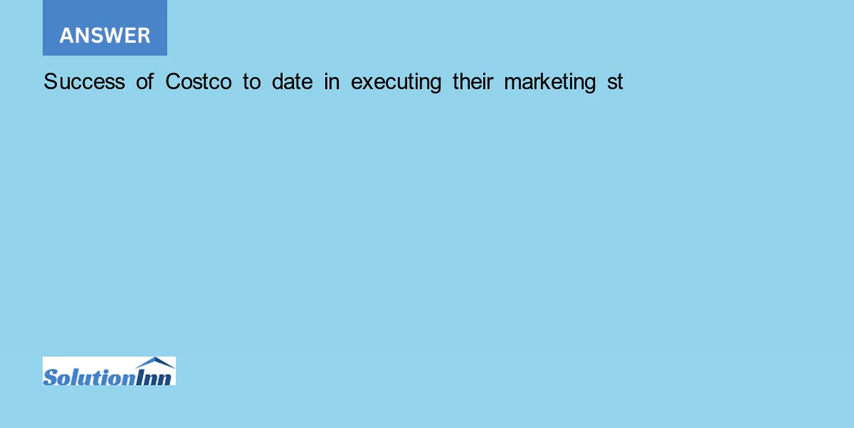 ANSWER
Success of Costco to date in executing their marketing st
SolutionInn